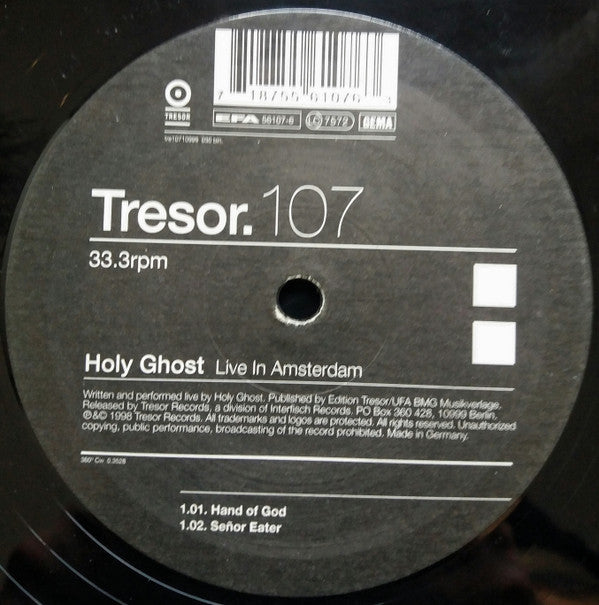 7 18755 61076 3
TRESOR EFA 56107-6 LC 7572 GEMA
Tresor.107
33.3rpm
Holy Ghost Live In Amsterdam
Written and performed live by Holy Ghost. Published by Edition Tresor/UFA BMG Musikverlage.
Released by Tresor Records, a division of Interfisch Records. PO Box 360 428, 10999 Berlin.
℗&© 1998 Tresor Records. All trademarks and logos are protected. All rights reserved. Unauthorized
copying, public performance, broadcasting of the record prohibited. Made in Germany.
1.01. Hand of God
1.02. Señor Eater